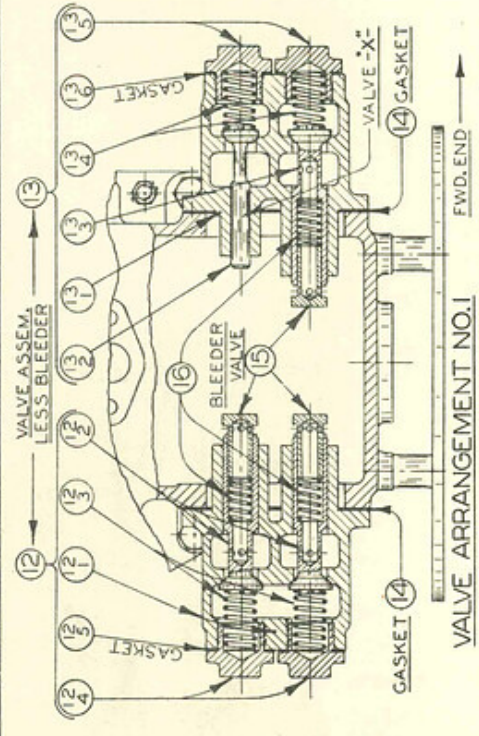 12
VALVE ASSEM.
LESS BLEEDER
13
12 4
12 5
12 1
12 3
12 2
13 2
13 1
13 3
13 4
13 6
13 5
GASKET
GASKET
16
BLEEDER
VALVE
15
VALVE "X"
GASKET 14
14 GASKET
FWD. END
VALVE ARRANGEMENT NO.1